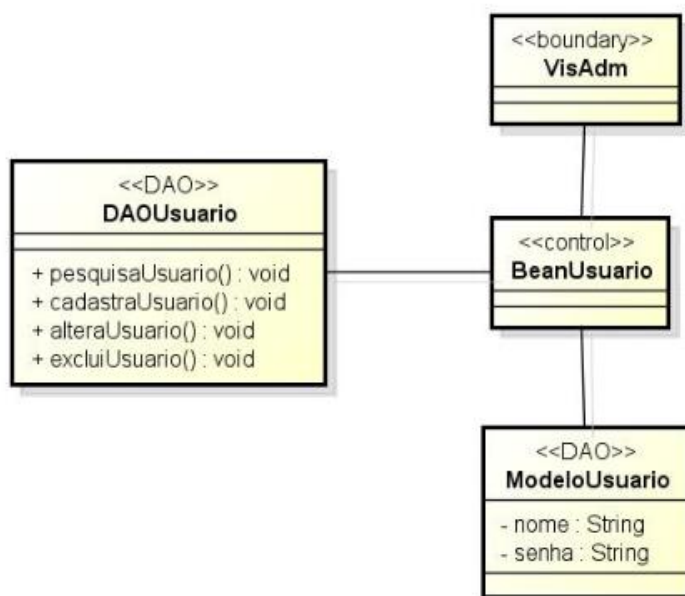 <<boundary>>
VisAdm
<<DAO>>
DAOUsuario
+ pesquisaUsuario() : void
+ cadastraUsuario() : void
+ alteraUsuario() : void
+ excluiUsuario() : void
<<control>>
BeanUsuario
<<DAO>>
ModeloUsuario
- nome : String
- senha : String